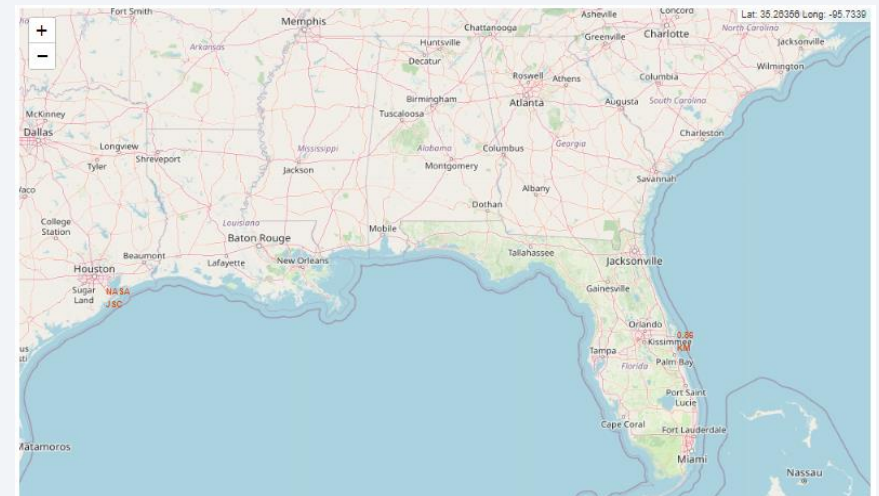 Fort Smith
Memphis
Chattanooga
Asheville
Concord
Lat: 35.26356 Long: -95.7339
North Carolina
+
−
Arkansas
Huntsville
Greenville
Charlotte
Jacksonville
Decatur
Wilmington
Roswell
Athens
Columbia
Birmingham
Atlanta
Augusta
South Carolina
McKinney
Tuscaloosa
Dallas
Charleston
Longview
Shreveport
Mississippi
Alabama
Columbus
Georgia
Tyler
Jackson
Montgomery
Savannah
Albany
Dothan
College
Station
Louisiana
Mobile
Baton Rouge
Tallahassee
Beaumont
Lafayette
New Orleans
Jacksonville
Houston
Sugar
Land
NASA
JSC
Gainesville
Orlando
0.86
KM
Kissimmee
Tampa
Palm Bay
Florida
Port Saint
Lucie
Cape Coral
Fort Lauderdale
Matamoros
Miami
Nassau